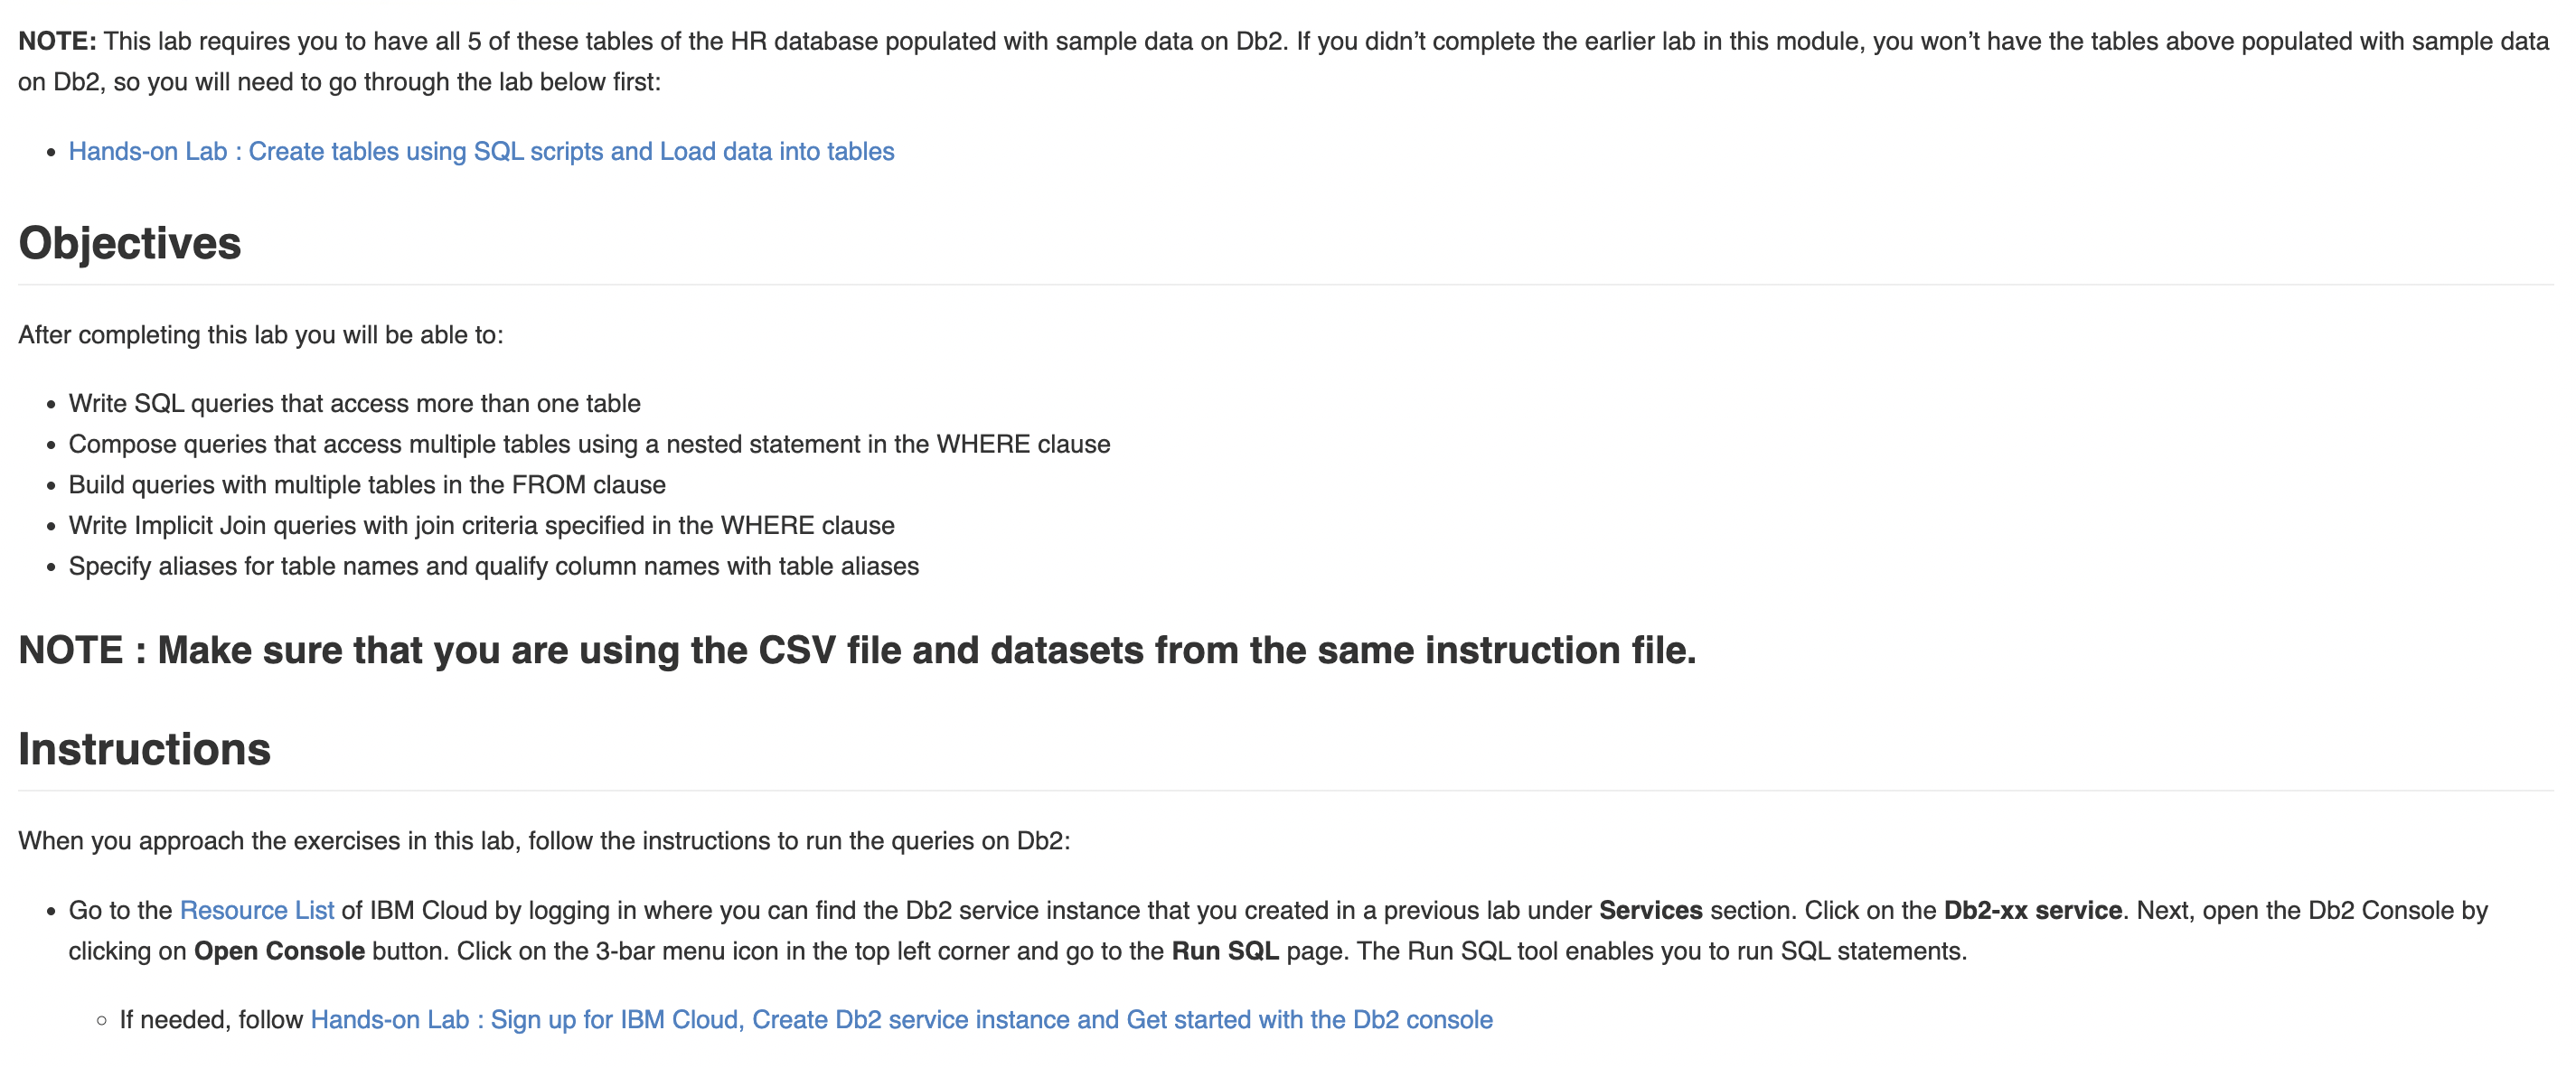 NOTE: This lab requires you to have all 5 of these tables of the HR database populated with sample data on Db2. If you didn’t complete the earlier lab in this module, you won’t have the tables above populated with sample data
on Db2, so you will need to go through the lab below first:
• Hands-on Lab : Create tables using SQL scripts and Load data into tables
Objectives
After completing this lab you will be able to:
• Write SQL queries that access more than one table
• Compose queries that access multiple tables using a nested statement in the WHERE clause
• Build queries with multiple tables in the FROM clause
• Write Implicit Join queries with join criteria specified in the WHERE clause
• Specify aliases for table names and qualify column names with table aliases
NOTE : Make sure that you are using the CSV file and datasets from the same instruction file.
Instructions
When you approach the exercises in this lab, follow the instructions to run the queries on Db2:
• Go to the Resource List of IBM Cloud by logging in where you can find the Db2 service instance that you created in a previous lab under Services section. Click on the Db2-xx service. Next, open the Db2 Console by
clicking on Open Console button. Click on the 3-bar menu icon in the top left corner and go to the Run SQL page. The Run SQL tool enables you to run SQL statements.
◦ If needed, follow Hands-on Lab : Sign up for IBM Cloud, Create Db2 service instance and Get started with the Db2 console